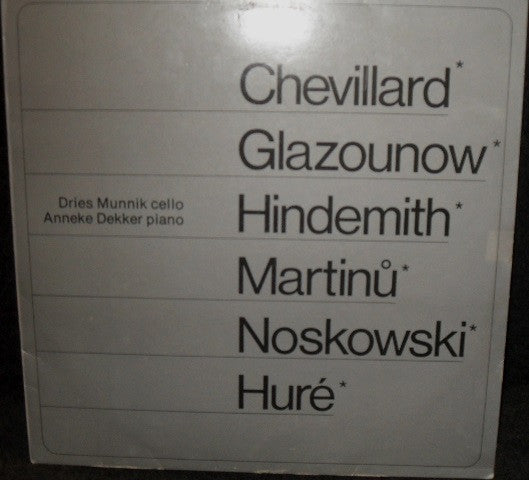 Chevillard*
Glazounow*
Dries Munnik cello
Anneke Dekker piano
Hindemith*
Martinů*
Noskowski*
Huré*